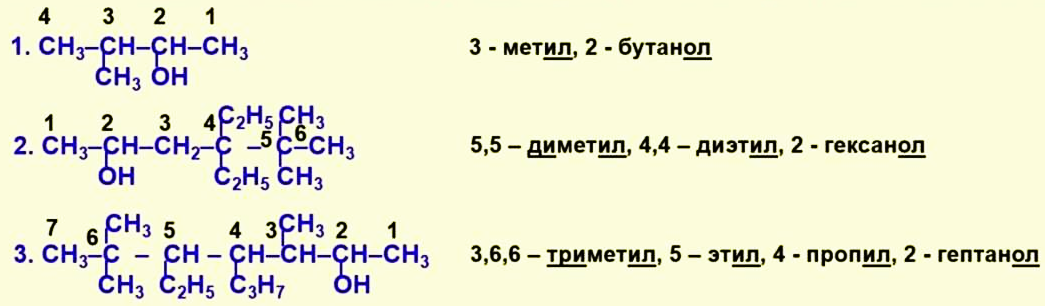 4 3 2 1
1. CH₃–CH–CH–CH₃ 3 - метил, 2 - бутанол
CH₃ OH
C₂H₅ CH₃
1 2 3 4 5 6
2. CH₃–CH–CH₂–C –C–CH₃ 5,5 – диметил, 4,4 – диэтил, 2 - гексанол
OH C₂H₅ CH₃
CH₃ CH₃
7 6 5 4 3 2 1
3. CH₃–C – CH – CH–CH–CH–CH₃ 3,6,6 – триметил, 5 – этил, 4 - пропил, 2 - гептанол
CH₃ C₂H₅ C₃H₇ OH